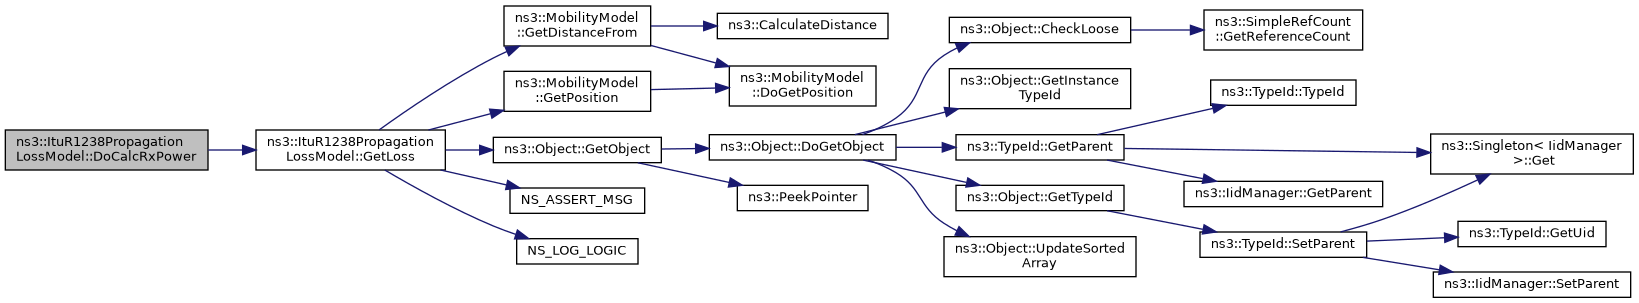 ns3::ItuR1238Propagation
LossModel::DoCalcRxPower
ns3::ItuR1238Propagation
LossModel::GetLoss
ns3::MobilityModel
::GetDistanceFrom
ns3::MobilityModel
::GetPosition
ns3::Object::GetObject
NS_ASSERT_MSG
NS_LOG_LOGIC
ns3::CalculateDistance
ns3::MobilityModel
::DoGetPosition
ns3::Object::DoGetObject
ns3::PeekPointer
ns3::Object::CheckLoose
ns3::Object::GetInstance
TypeId
ns3::TypeId::GetParent
ns3::Object::GetTypeId
ns3::Object::UpdateSorted
Array
ns3::SimpleRefCount
::GetReferenceCount
ns3::TypeId::TypeId
ns3::IidManager::GetParent
ns3::TypeId::SetParent
ns3::Singleton< IidManager
>::Get
ns3::TypeId::GetUid
ns3::IidManager::SetParent